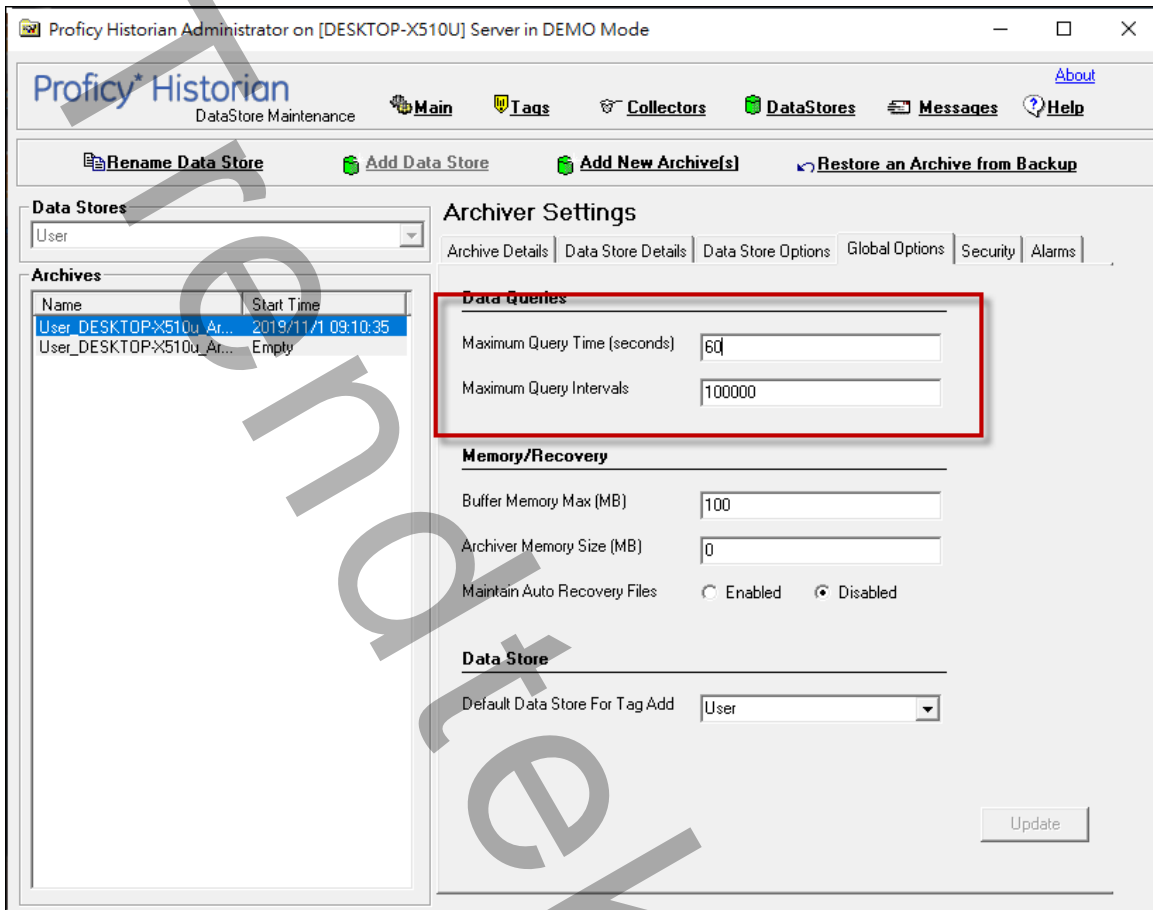 Proficy Historian Administrator on [DESKTOP-X510U] Server in DEMO Mode
About
Proficy* Historian
DataStore Maintenance
Main Tags Collectors DataStores Messages Help
Rename Data Store Add Data Store Add New Archive(s) Restore an Archive from Backup
Data Stores
User
Archives
Name Start Time
User_DESKTOP-X510u_Ar... 2019/11/1 09:10:35
User_DESKTOP-X510u_Ar... Empty
Archiver Settings
Archive Details Data Store Details Data Store Options Global Options Security Alarms
Data Queries
Maximum Query Time (seconds) 60
Maximum Query Intervals 100000
Memory/Recovery
Buffer Memory Max (MB) 100
Archiver Memory Size (MB) 0
Maintain Auto Recovery Files Enabled Disabled
Data Store
Default Data Store For Tag Add User
Update
Trendtek